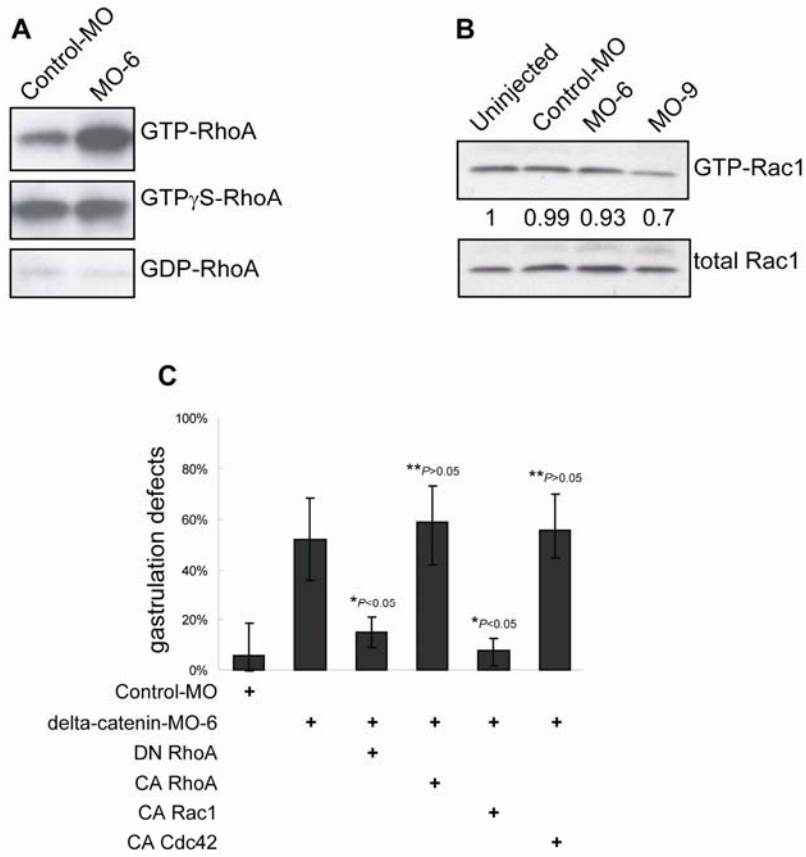 A
Control-MO
MO-6
GTP-RhoA
GTPγS-RhoA
GDP-RhoA
B
Uninjected
Control-MO
MO-6
MO-9
GTP-Rac1
1 0.99 0.93 0.7
total Rac1
C
gastrulation defects
100%
80%
60%
40%
20%
0%
*P<0.05
**P>0.05
*P<0.05
**P>0.05
Control-MO +
delta-catenin-MO-6 + + + + +
DN RhoA +
CA RhoA +
CA Rac1 +
CA Cdc42 +